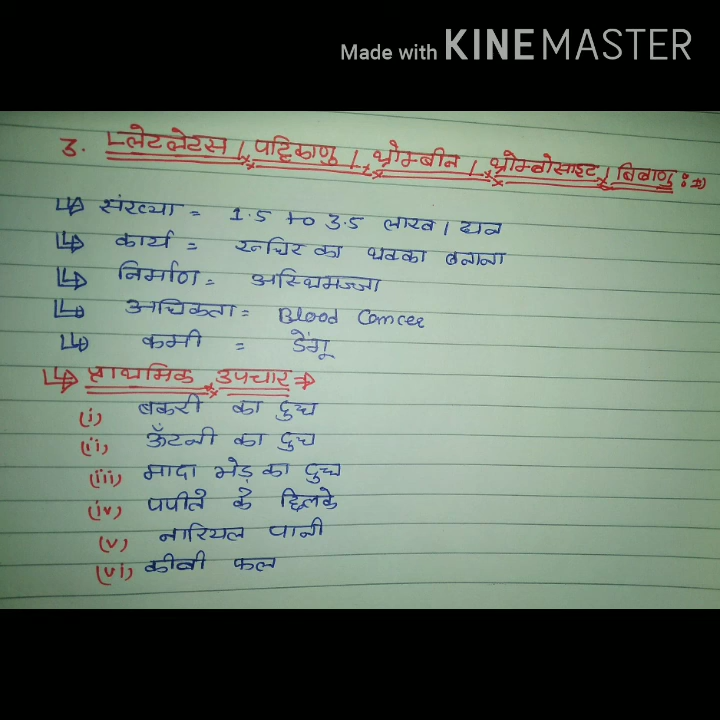 Made with KINEMASTER
3. प्लेटलेटस / पट्टिकाणु / थ्रोम्बीन / थ्रोम्बोसाइट / बिबाणु :⇒
↳ संख्या = 1.5 to 3.5 लाख / घन
↳ कार्य = रूधिर का थक्का बनाना
↳ निर्माण = अस्थिमज्जा
↳ अधिकता = Blood Cancer
↳ कमी = डेंगू
↳ प्राथमिक उपचार ⇒
(i) बकरी का दुध
(ii) ऊँटनी का दुध
(iii) मादा भेड़ का दुध
(iv) पपीते के छिलके
(v) नारियल पानी
(vi) कीवी फल